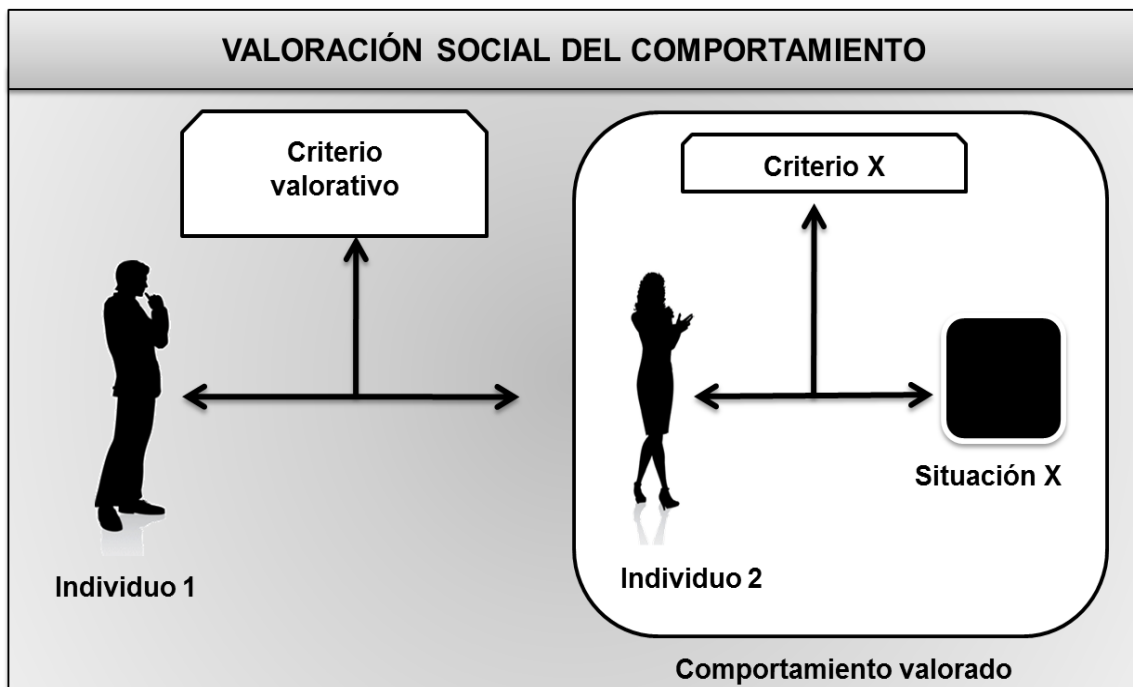 VALORACIÓN SOCIAL DEL COMPORTAMIENTO
Criterio
valorativo
Criterio X
Situación X
Individuo 1
Individuo 2
Comportamiento valorado